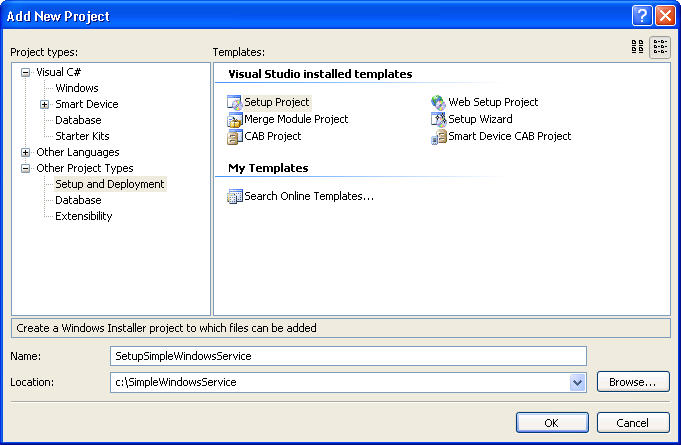 Add New Project
Project types:
Templates:
Visual C#
Windows
Smart Device
Database
Starter Kits
Other Languages
Other Project Types
Setup and Deployment
Database
Extensibility
Visual Studio installed templates
Setup Project
Web Setup Project
Merge Module Project
Setup Wizard
CAB Project
Smart Device CAB Project
My Templates
Search Online Templates...
Create a Windows Installer project to which files can be added
Name:
SetupSimpleWindowsService
Location:
c:\SimpleWindowsService
Browse...
OK
Cancel